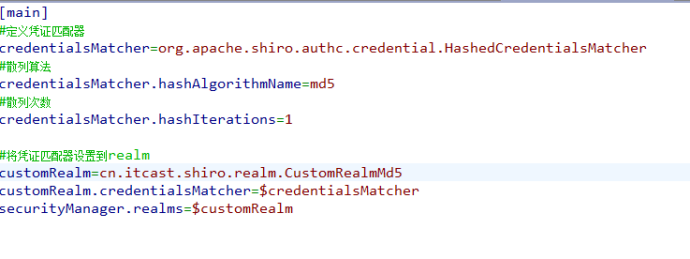 [main]
#定义凭证匹配器
credentialsMatcher=org.apache.shiro.authc.credential.HashedCredentialsMatcher
#散列算法
credentialsMatcher.hashAlgorithmName=md5
#散列次数
credentialsMatcher.hashIterations=1
#将凭证匹配器设置到realm
customRealm=cn.itcast.shiro.realm.CustomRealmMd5
customRealm.credentialsMatcher=$credentialsMatcher
securityManager.realms=$customRealm